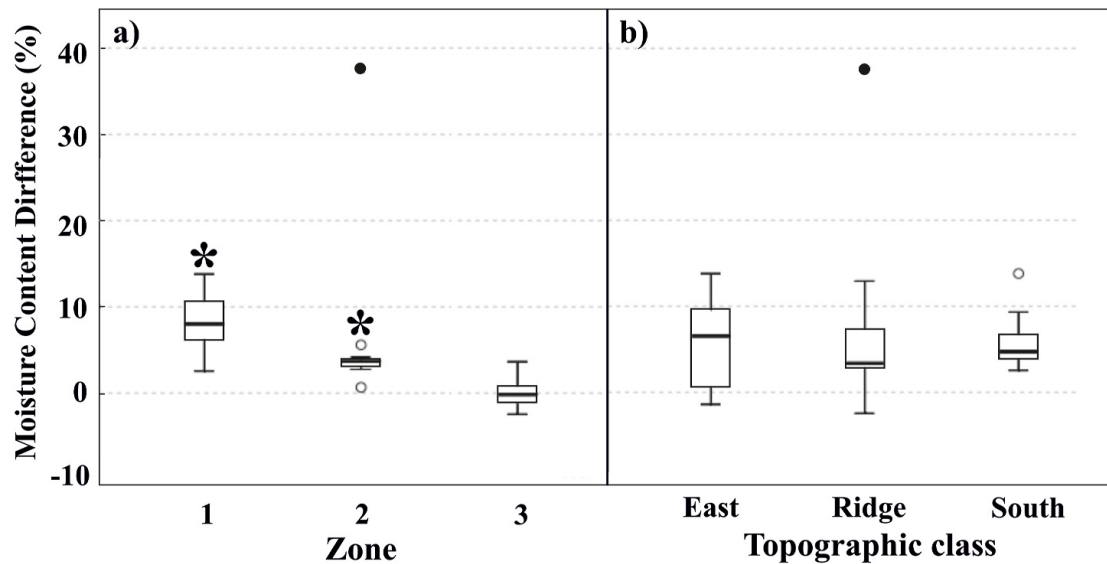 Moisture Content Dirfference (%)
a)
b)
40
30
20
10
0
-10
*
*
1 2 3
East Ridge South
Zone
Topographic class